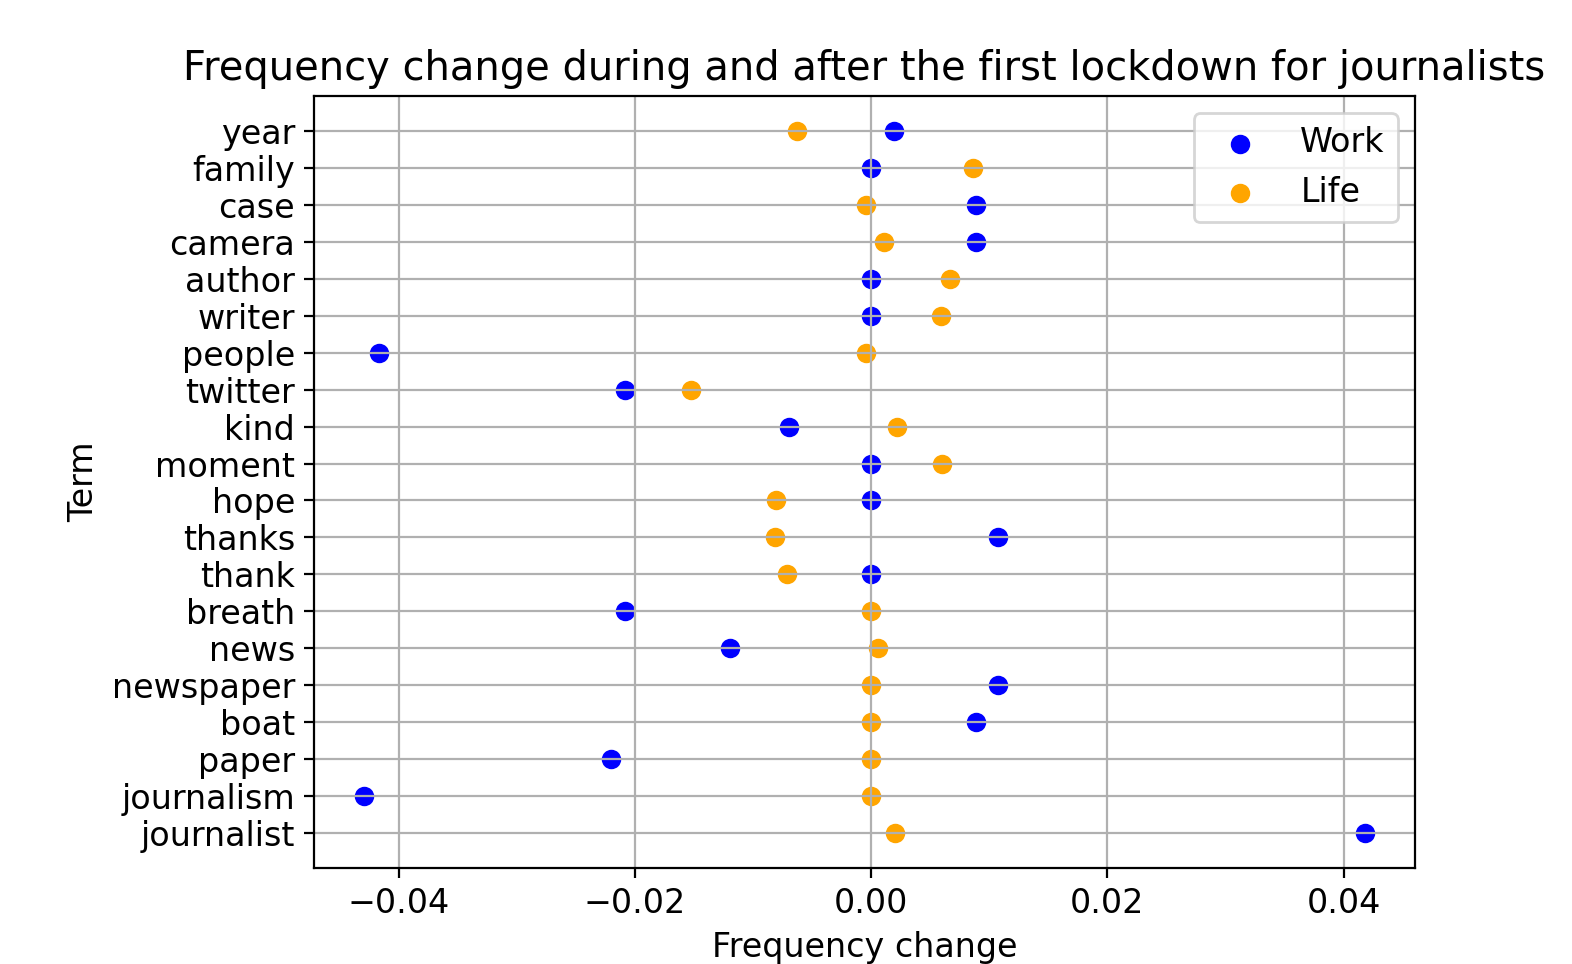 Frequency change during and after the first lockdown for journalists
Work
Life
year
family
case
camera
author
writer
people
twitter
kind
moment
hope
thanks
thank
breath
news
newspaper
boat
paper
journalism
journalist
Term
−0.04
−0.02
0.00
0.02
0.04
Frequency change